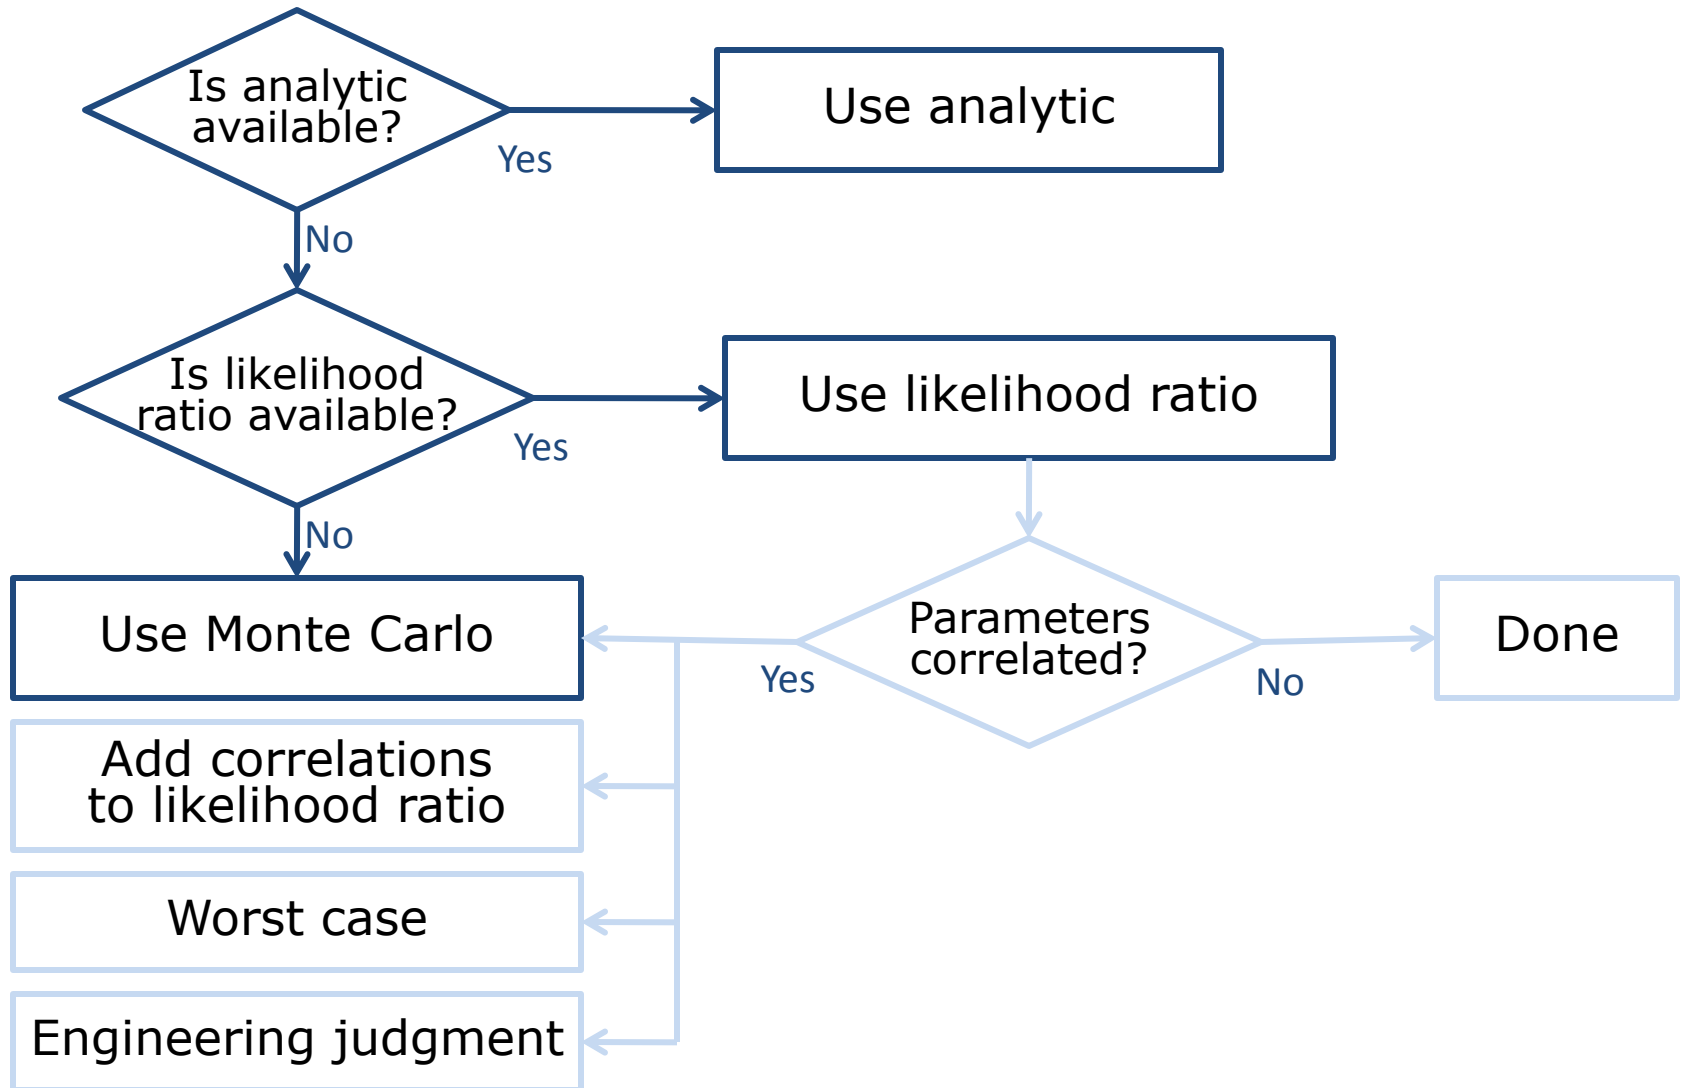 Is analytic
available?
Yes
Use analytic
No
Is likelihood
ratio available?
Yes
Use likelihood ratio
No
Use Monte Carlo
Yes
Parameters
correlated?
No
Done
Add correlations
to likelihood ratio
Worst case
Engineering judgment